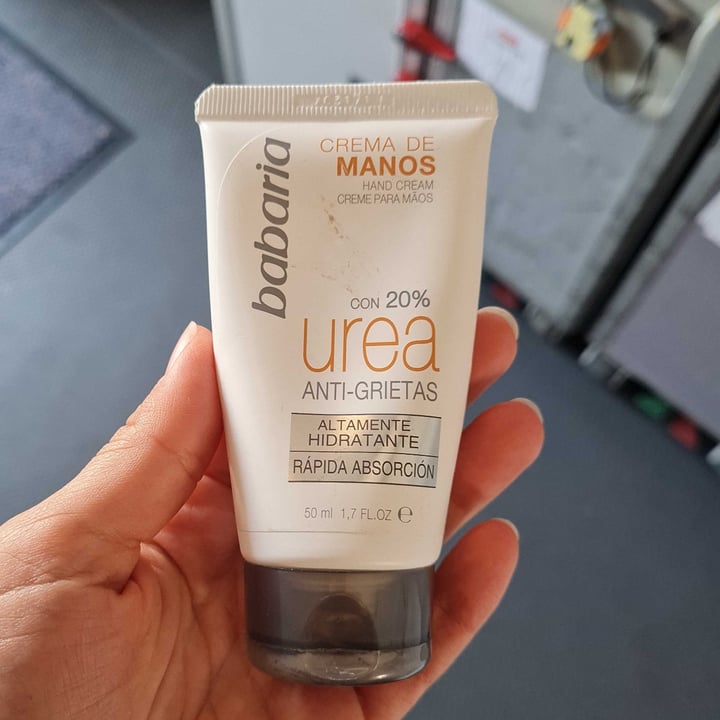 babaria
CREMA DE
MANOS
HAND CREAM
CREME PARA MÃOS
CON 20%
urea
ANTI-GRIETAS
ALTAMENTE
HIDRATANTE
RÁPIDA ABSORCIÓN
50 ml 1,7 FL.OZ ℮